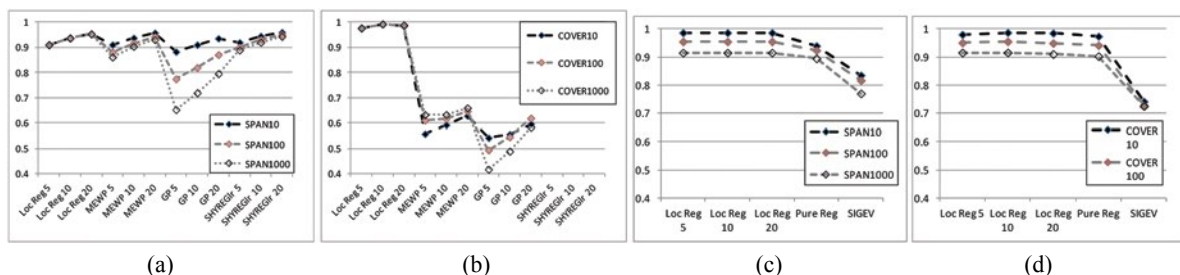 1
0.9
0.8
0.7
0.6
0.5
0.4
SPAN10
SPAN100
SPAN1000
Loc Reg 5
Loc Reg 10
Loc Reg 20
MEWP 5
MEWP 10
MEWP 20
GP 5
GP 10
GP 20
SHYREGlr 5
SHYREGlr 10
SHYREGlr 20
(a)
1
0.9
0.8
0.7
0.6
0.5
0.4
COVER10
COVER100
COVER1000
Loc Reg 5
Loc Reg 10
Loc Reg 20
MEWP 5
MEWP 10
MEWP 20
GP 5
GP 10
GP 20
SHYREGlr 5
SHYREGlr 10
SHYREGlr 20
(b)
1
0.9
0.8
0.7
0.6
0.5
0.4
SPAN10
SPAN100
SPAN1000
Loc Reg
5
Loc Reg
10
Loc Reg
20
Pure Reg
SIGEV
(c)
1
0.9
0.8
0.7
0.6
0.5
0.4
COVER
10
COVER
100
Loc Reg 5
Loc Reg
10
Loc Reg
20
Pure Reg
SIGEV
(d)